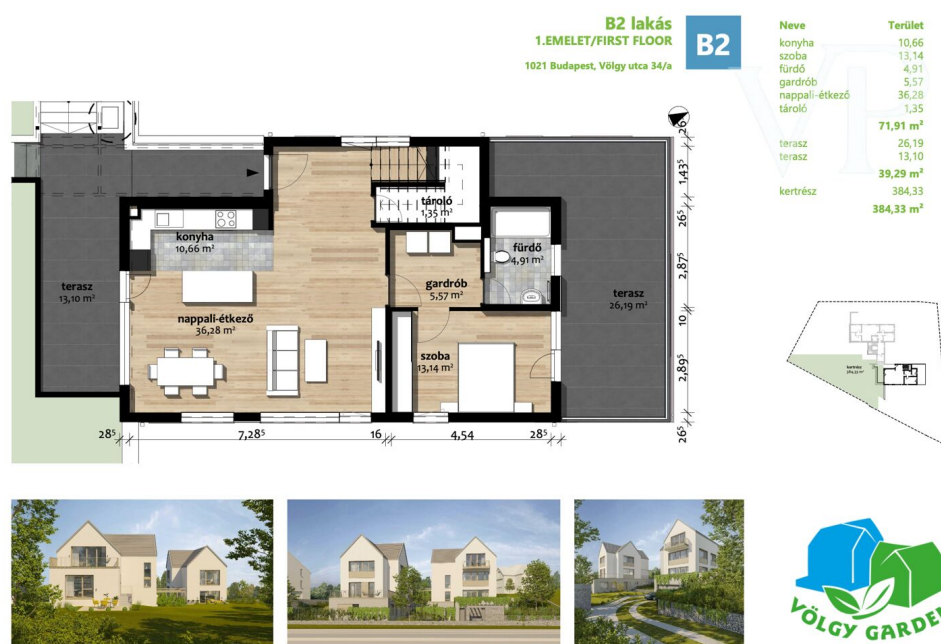 B2 lakás
1.EMELET/FIRST FLOOR
1021 Budapest, Völgy utca 34/a
B2
Neve Terület
konyha 10,66
szoba 13,14
fürdő 4,91
gardrób 5,57
nappali-étkező 36,28
tároló 1,35
71,91 m²
terasz 26,19
terasz 13,10
39,29 m²
kertrész 384,33
384,33 m²
VP
konyha
10,66 m²
tároló
1,35 m²
fürdő
4,91 m²
gardrób
5,57 m²
terasz
13,10 m²
terasz
26,19 m²
nappali-étkező
36,28 m²
szoba
13,14 m²
26
1,43⁵
26⁵
2,87⁵
10
2,89⁵
26⁵
28⁵ 7,28⁵ 16 4,54 28⁵
kertrész
VÖLGY GARDEN